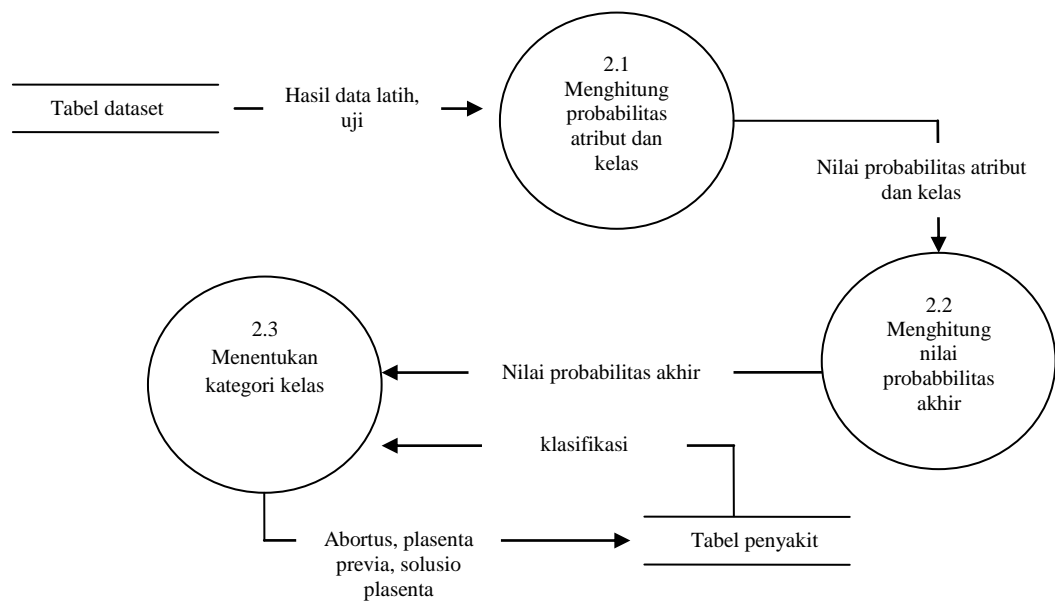 Tabel dataset
Hasil data latih,
uji
2.1
Menghitung
probabilitas
atribut dan
kelas
Nilai probabilitas atribut
dan kelas
2.2
Menghitung
nilai
probabbilitas
akhir
Nilai probabilitas akhir
2.3
Menentukan
kategori kelas
klasifikasi
Abortus, plasenta
previa, solusio
plasenta
Tabel penyakit